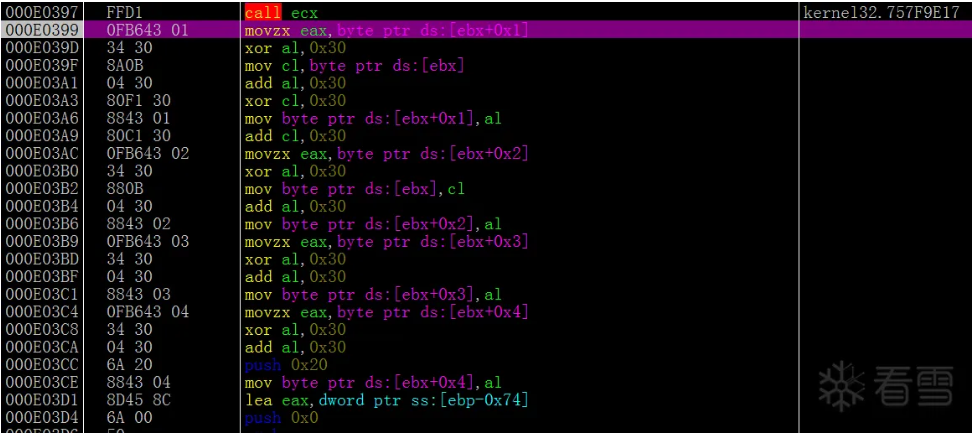 000E0397 FFD1 call ecx kernel32.757F9E17
000E0399 0FB643 01 movzx eax,byte ptr ds:[ebx+0x1]
000E039D 34 30 xor al,0x30
000E039F 8A0B mov cl,byte ptr ds:[ebx]
000E03A1 04 30 add al,0x30
000E03A3 80F1 30 xor cl,0x30
000E03A6 8843 01 mov byte ptr ds:[ebx+0x1],al
000E03A9 80C1 30 add cl,0x30
000E03AC 0FB643 02 movzx eax,byte ptr ds:[ebx+0x2]
000E03B0 34 30 xor al,0x30
000E03B2 880B mov byte ptr ds:[ebx],cl
000E03B4 04 30 add al,0x30
000E03B6 8843 02 mov byte ptr ds:[ebx+0x2],al
000E03B9 0FB643 03 movzx eax,byte ptr ds:[ebx+0x3]
000E03BD 34 30 xor al,0x30
000E03BF 04 30 add al,0x30
000E03C1 8843 03 mov byte ptr ds:[ebx+0x3],al
000E03C4 0FB643 04 movzx eax,byte ptr ds:[ebx+0x4]
000E03C8 34 30 xor al,0x30
000E03CA 04 30 add al,0x30
000E03CC 6A 20 push 0x20
000E03CE 8843 04 mov byte ptr ds:[ebx+0x4],al
000E03D1 8D45 8C lea eax,dword ptr ss:[ebp-0x74]
000E03D4 6A 00 push 0x0
看雪